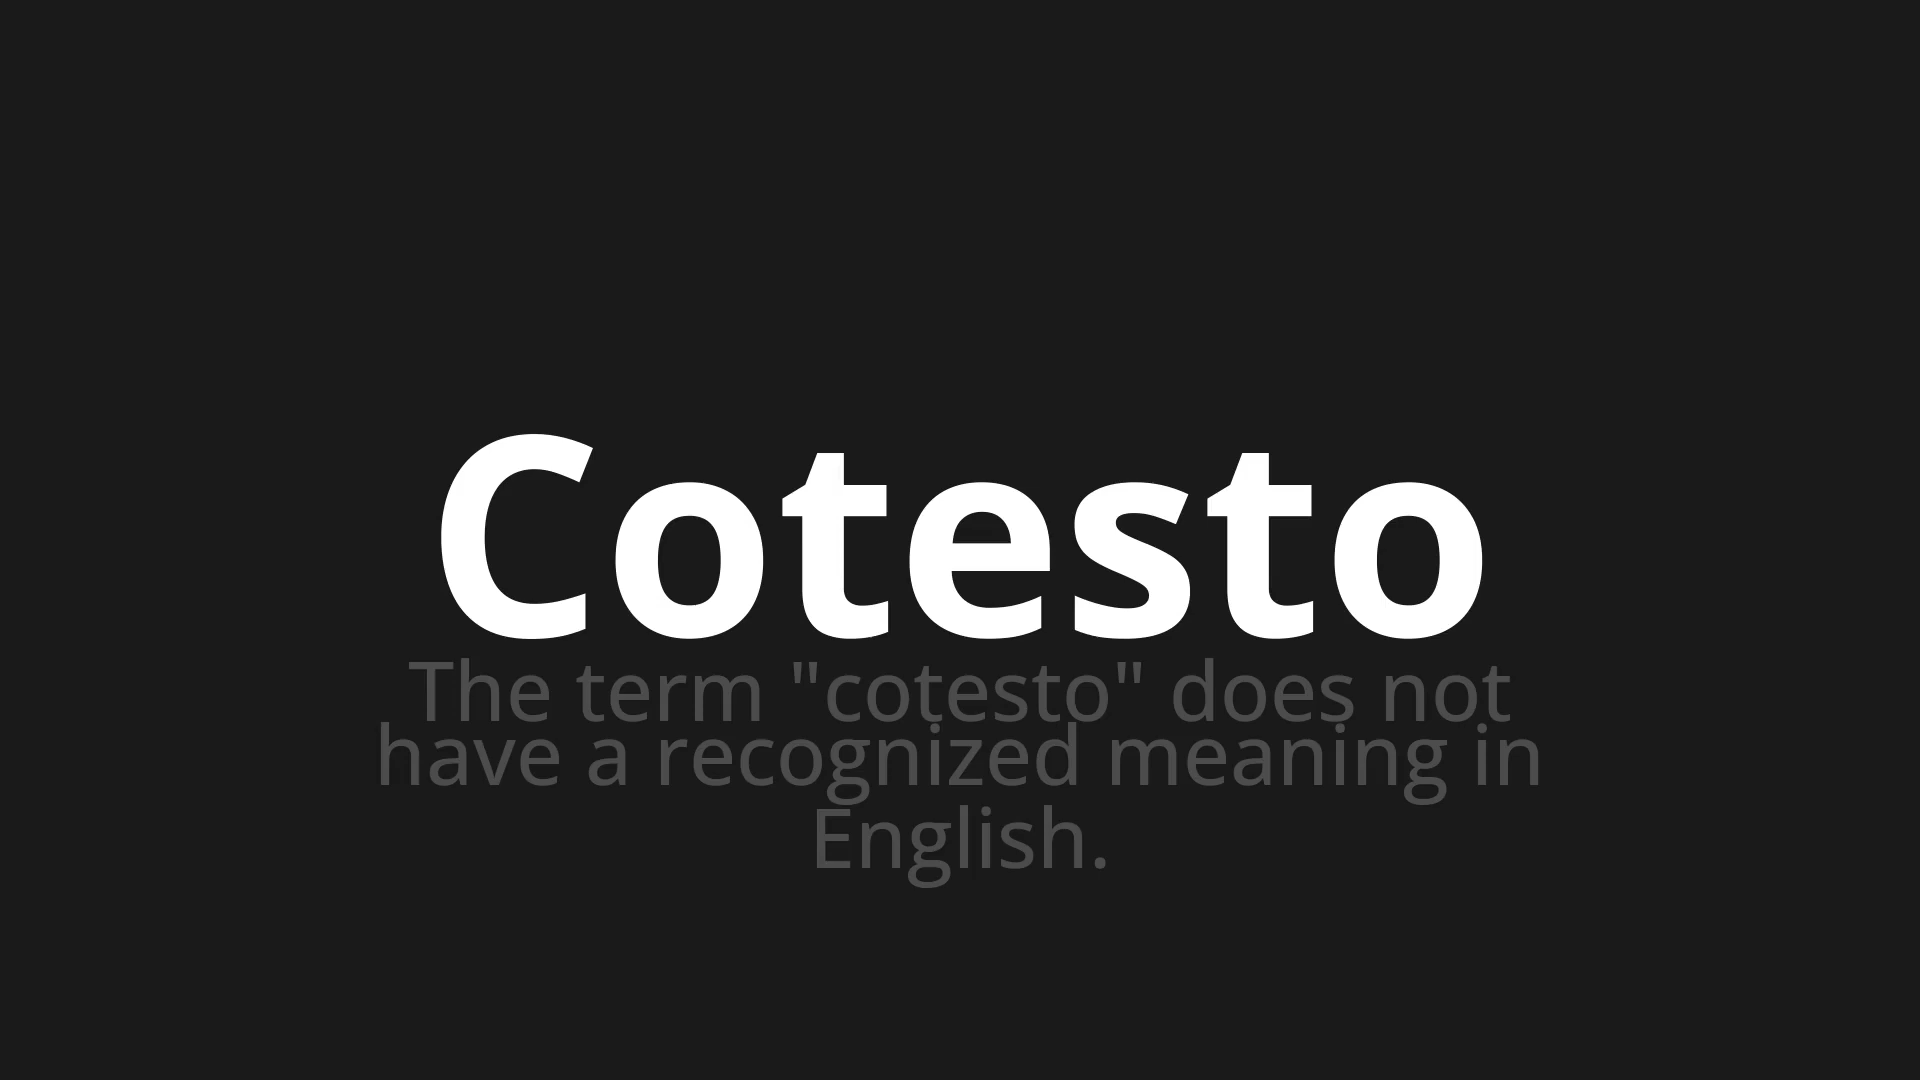 Cotesto
The term "cotesto" does not
have a recognized meaning in
English.